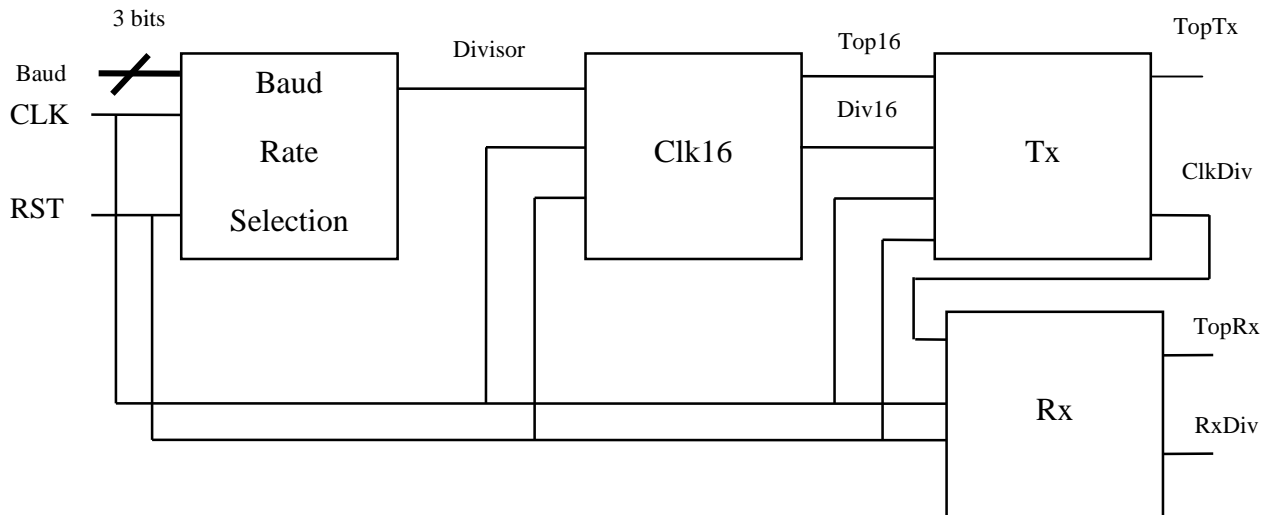 3 bits
Baud
CLK
RST
Baud
Rate
Selection
Divisor
Clk16
Top16
Div16
Tx
TopTx
ClkDiv
Rx
TopRx
RxDiv